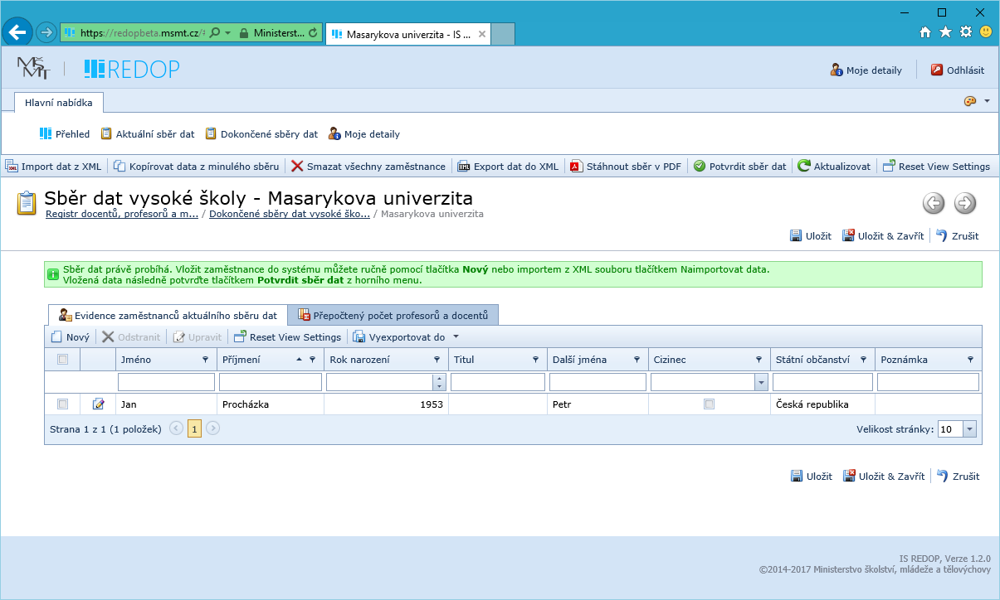 https://redopbeta.msmt.cz/ Ministerst... Masarykova univerzita - IS ...
MŠMT REDOP Moje detaily Odhlásit
Hlavní nabídka
Přehled Aktuální sběr dat Dokončené sběry dat Moje detaily
Import dat z XML Kopírovat data z minulého sběru Smazat všechny zaměstnance Export dat do XML Stáhnout sběr v PDF Potvrdit sběr dat Aktualizovat Reset View Settings
Sběr dat vysoké školy - Masarykova univerzita
Registr docentů, profesorů a m... / Dokončené sběry dat vysoké ško... / Masarykova univerzita
Uložit Uložit & Zavřít Zrušit
Sběr dat právě probíhá. Vložit zaměstnance do systému můžete ručně pomocí tlačítka Nový nebo importem z XML souboru tlačítkem Naimportovat data.
Vložená data následně potvrďte tlačítkem Potvrdit sběr dat z horního menu.
Evidence zaměstnanců aktuálního sběru dat Přepočtený počet profesorů a docentů
Nový Odstranit Upravit Reset View Settings Vyexportovat do
Jméno Příjmení Rok narození Titul Další jména Cizinec Státní občanství Poznámka
Jan Procházka 1953 Petr Česká republika
Strana 1 z 1 (1 položek) 1 Velikost stránky: 10
Uložit Uložit & Zavřít Zrušit
IS REDOP, Verze 1.2.0
©2014-2017 Ministerstvo školství, mládeže a tělovýchovy